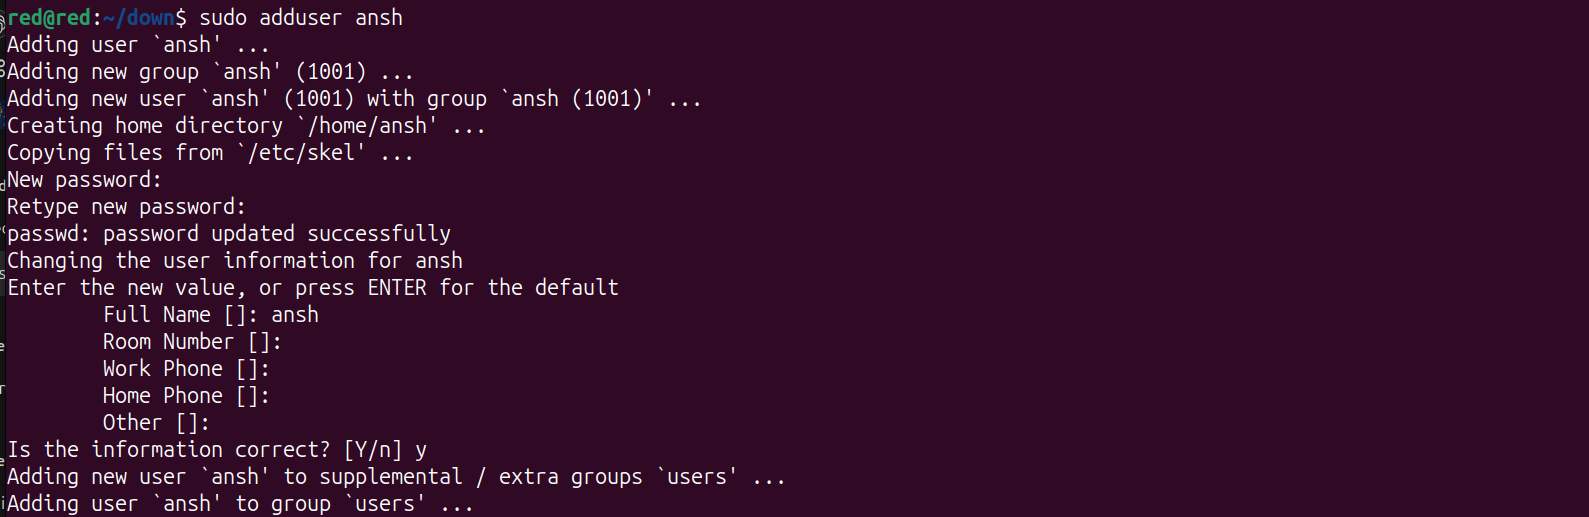 red@red:~/down$ sudo adduser ansh
Adding user `ansh' ...
Adding new group `ansh' (1001) ...
Adding new user `ansh' (1001) with group `ansh (1001)' ...
Creating home directory `/home/ansh' ...
Copying files from `/etc/skel' ...
New password:
Retype new password:
passwd: password updated successfully
Changing the user information for ansh
Enter the new value, or press ENTER for the default
        Full Name []: ansh
        Room Number []:
        Work Phone []:
        Home Phone []:
        Other []:
Is the information correct? [Y/n] y
Adding new user `ansh' to supplemental / extra groups `users' ...
Adding user `ansh' to group `users' ...